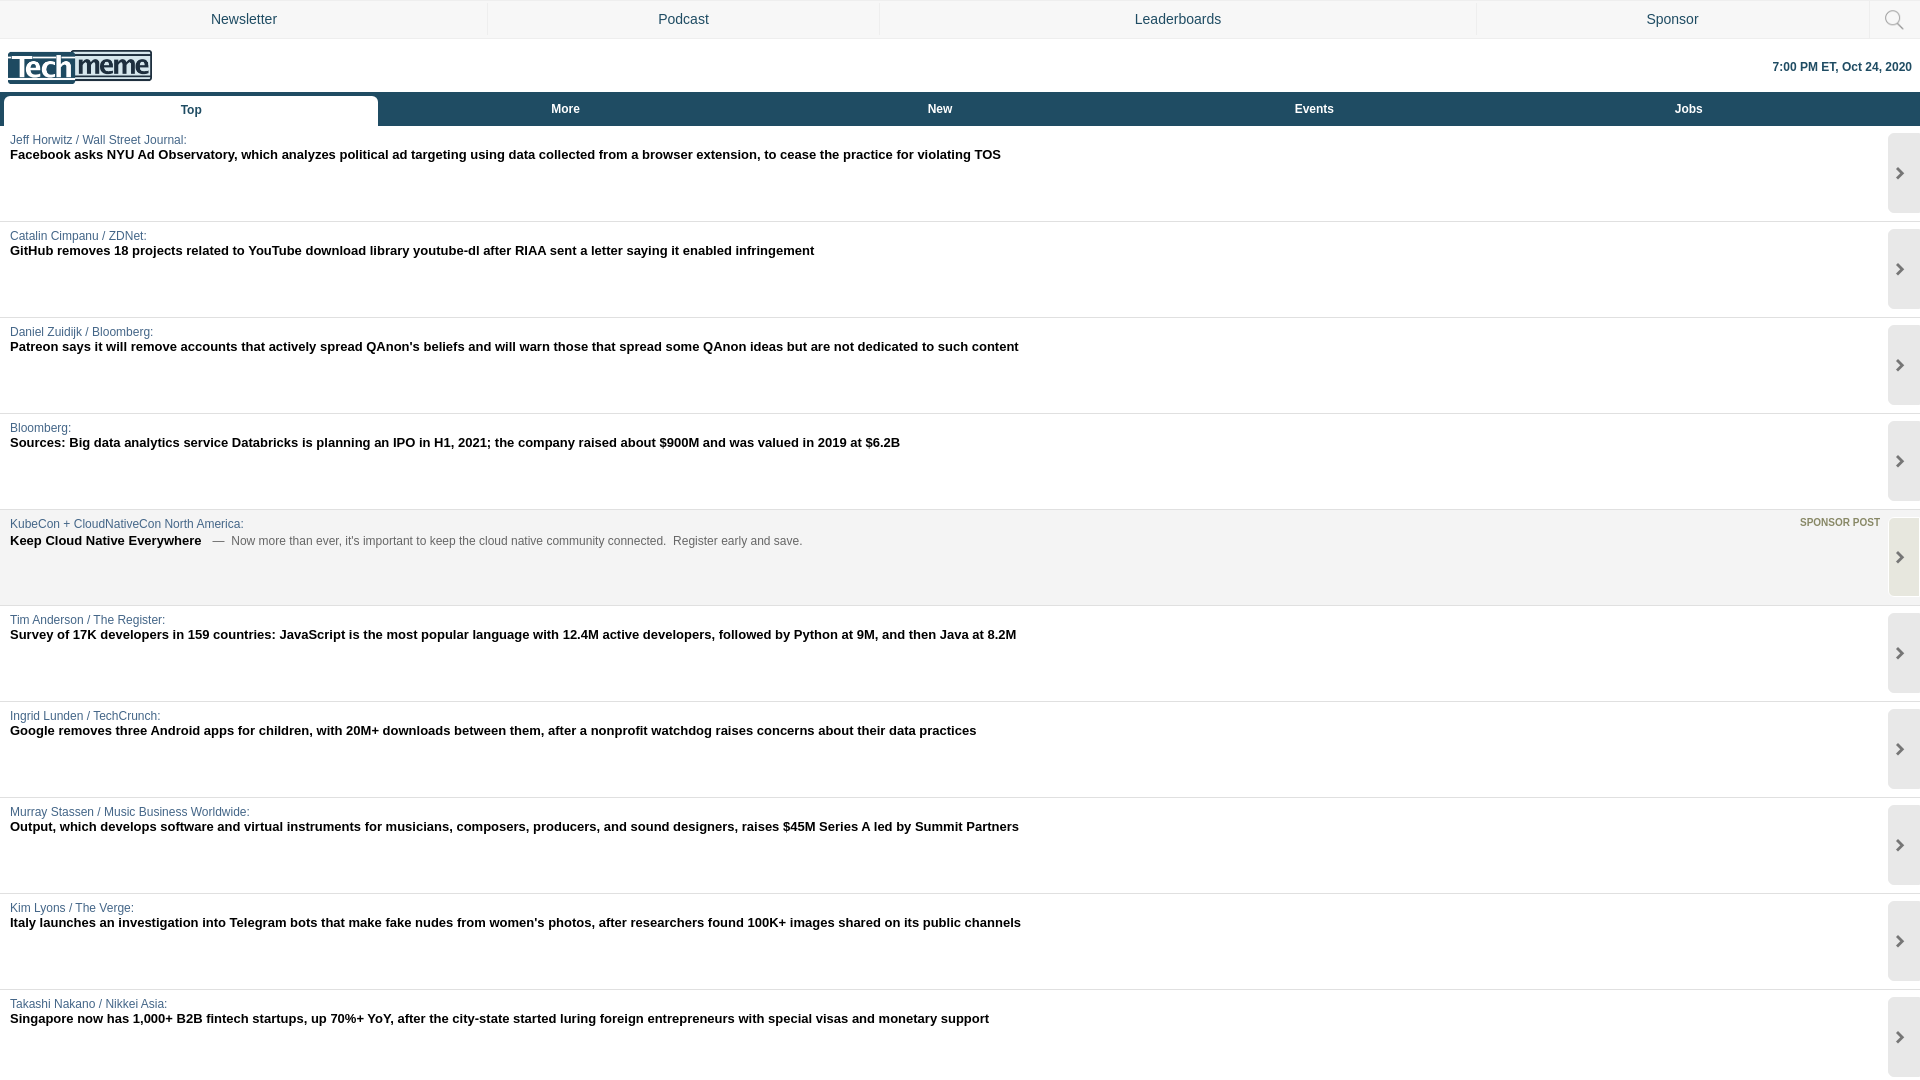 Newsletter
Podcast
Leaderboards
Sponsor
Techmeme
7:00 PM ET, Oct 24, 2020
Top
More
New
Events
Jobs
Jeff Horwitz / Wall Street Journal:
Facebook asks NYU Ad Observatory, which analyzes political ad targeting using data collected from a browser extension, to cease the practice for violating TOS
Catalin Cimpanu / ZDNet:
GitHub removes 18 projects related to YouTube download library youtube-dl after RIAA sent a letter saying it enabled infringement
Daniel Zuidijk / Bloomberg:
Patreon says it will remove accounts that actively spread QAnon's beliefs and will warn those that spread some QAnon ideas but are not dedicated to such content
Bloomberg:
Sources: Big data analytics service Databricks is planning an IPO in H1, 2021; the company raised about $900M and was valued in 2019 at $6.2B
KubeCon + CloudNativeCon North America:
SPONSOR POST
Keep Cloud Native Everywhere — Now more than ever, it's important to keep the cloud native community connected. Register early and save.
Tim Anderson / The Register:
Survey of 17K developers in 159 countries: JavaScript is the most popular language with 12.4M active developers, followed by Python at 9M, and then Java at 8.2M
Ingrid Lunden / TechCrunch:
Google removes three Android apps for children, with 20M+ downloads between them, after a nonprofit watchdog raises concerns about their data practices
Murray Stassen / Music Business Worldwide:
Output, which develops software and virtual instruments for musicians, composers, producers, and sound designers, raises $45M Series A led by Summit Partners
Kim Lyons / The Verge:
Italy launches an investigation into Telegram bots that make fake nudes from women's photos, after researchers found 100K+ images shared on its public channels
Takashi Nakano / Nikkei Asia:
Singapore now has 1,000+ B2B fintech startups, up 70%+ YoY, after the city-state started luring foreign entrepreneurs with special visas and monetary support